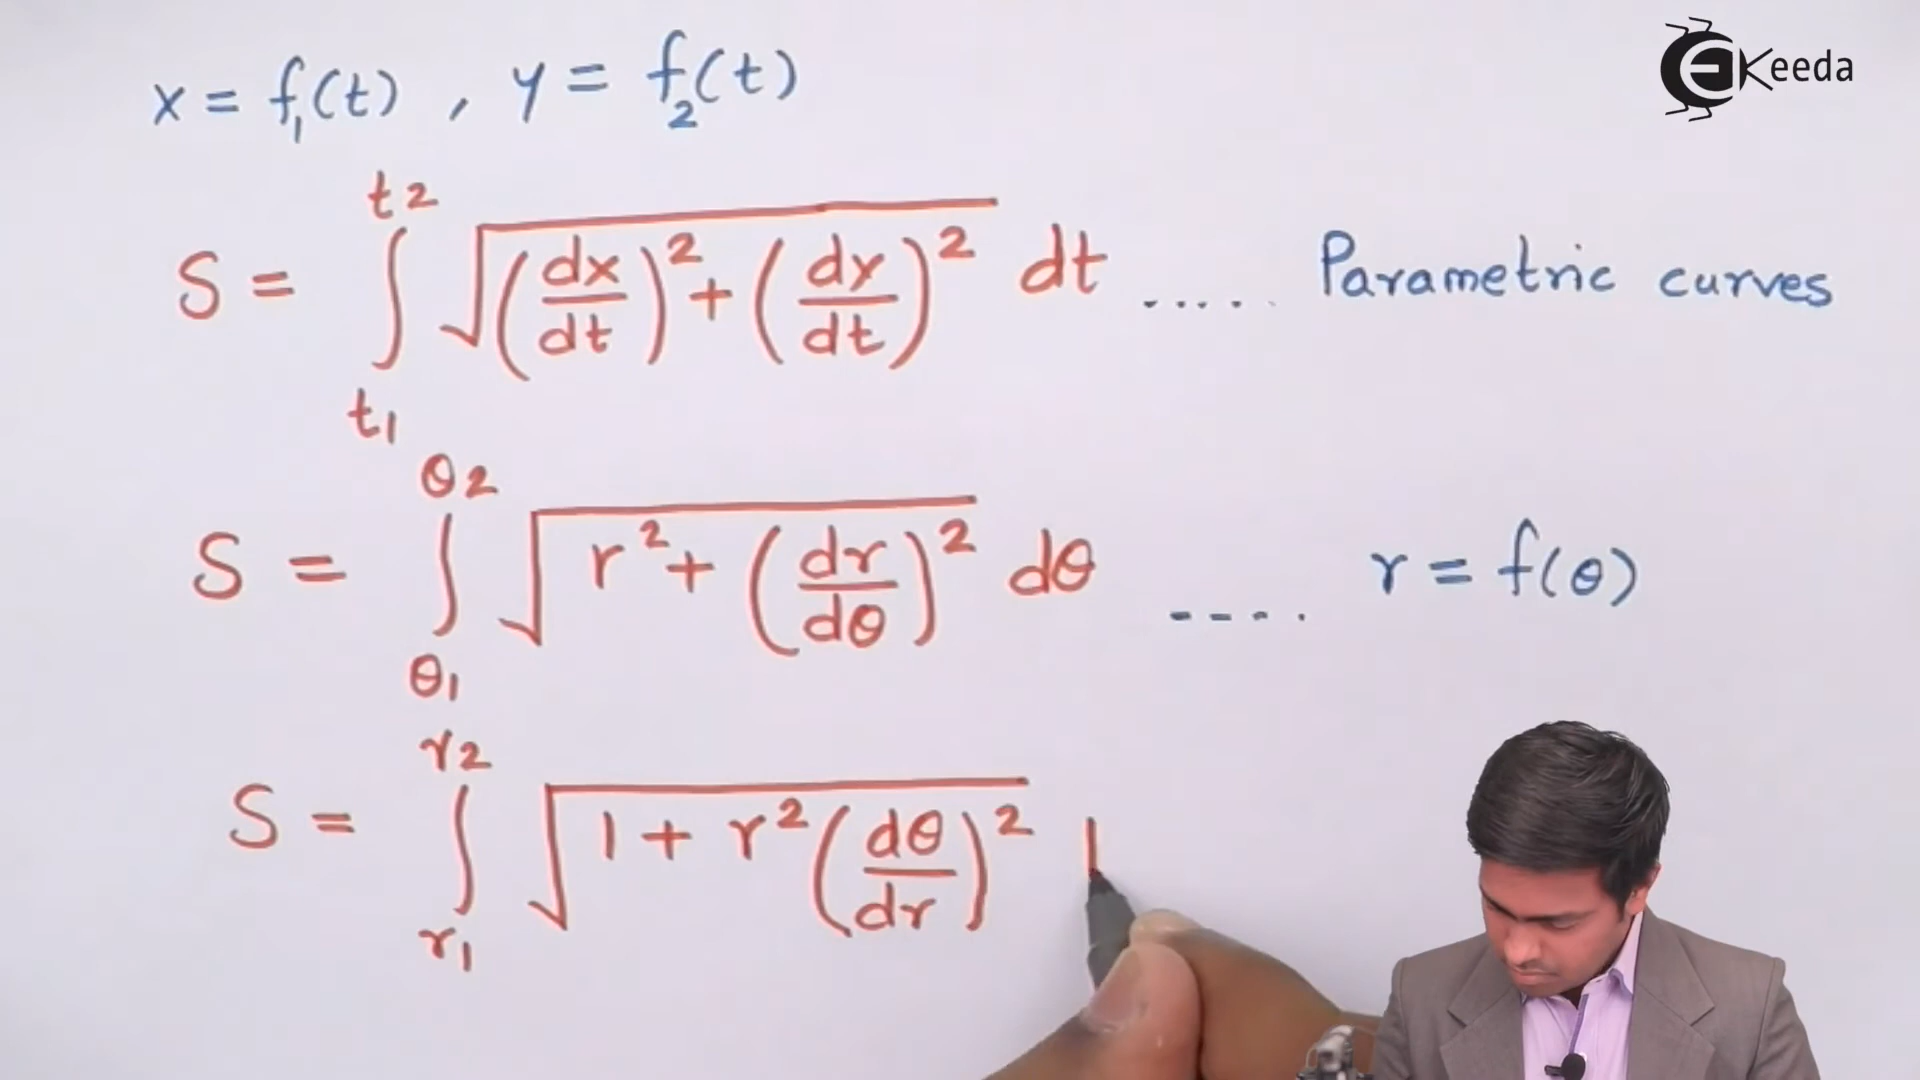 EKeeda
x = f₁(t) , y = f₂(t)
S = ∫_{t1}^{t2} √((dx/dt)² + (dy/dt)²) dt ..... Parametric curves
S = ∫_{θ1}^{θ2} √(r² + (dr/dθ)²) dθ .... r = f(θ)
S = ∫_{r1}^{r2} √(1 + r² (dθ/dr)²)